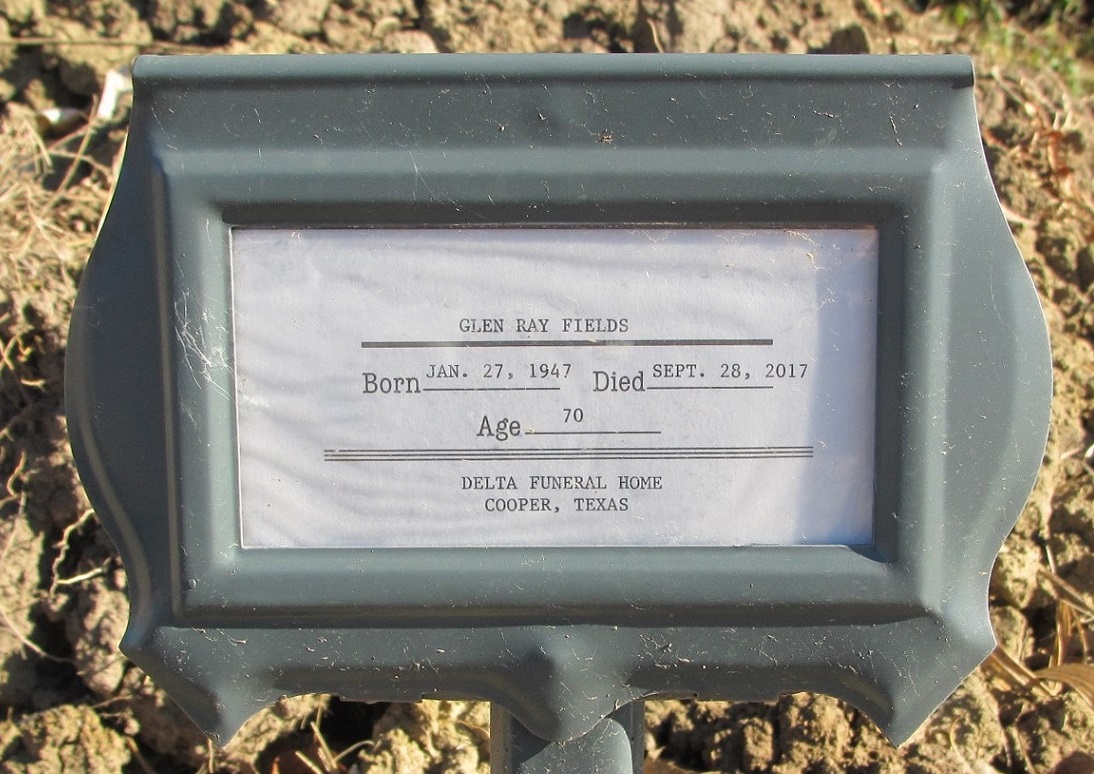 GLEN RAY FIELDS
Born JAN. 27, 1947 Died SEPT. 28, 2017
Age 70
DELTA FUNERAL HOME
COOPER, TEXAS